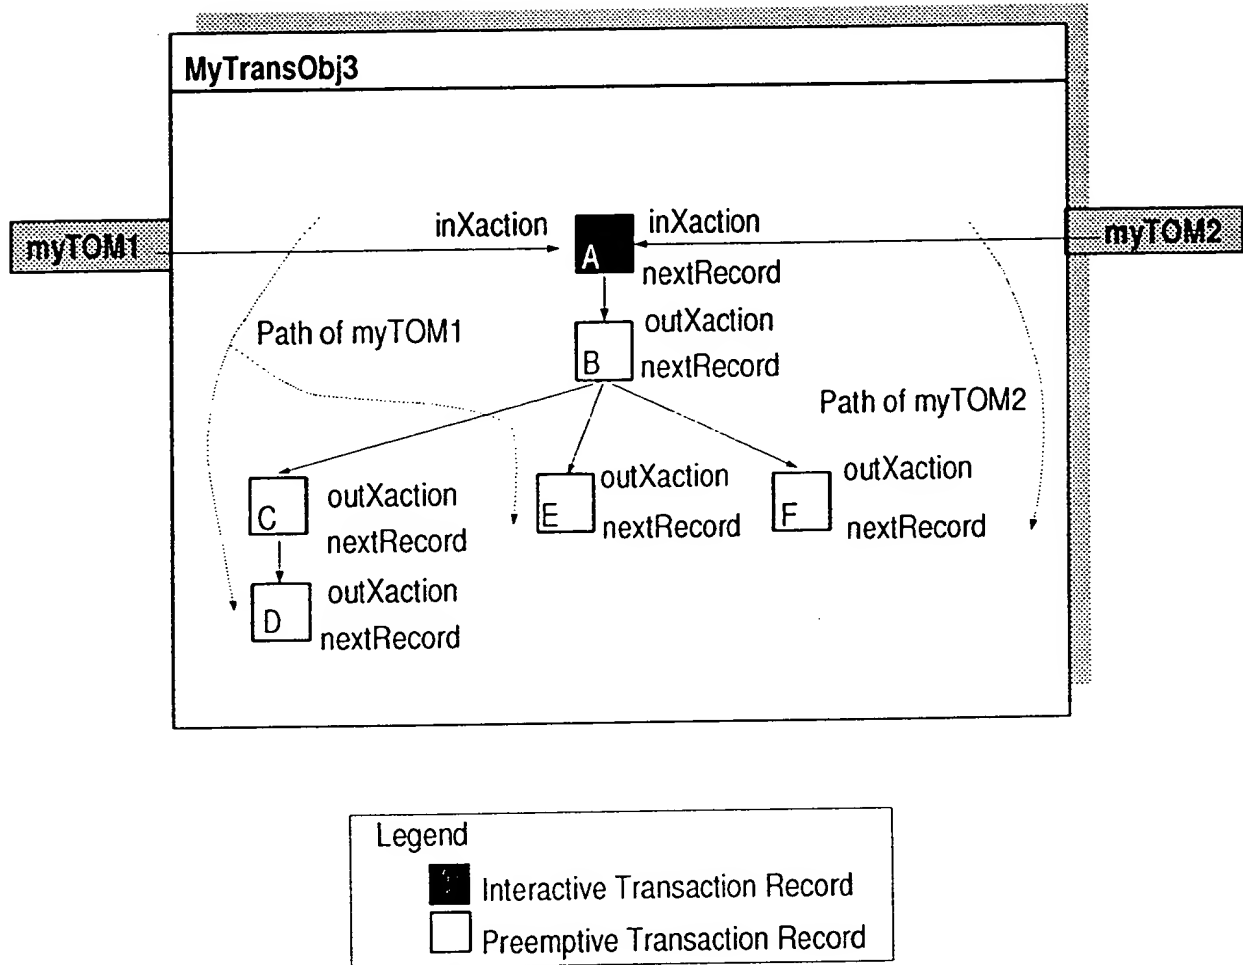 MyTransObj3
myTOM1
inXaction
A
inXaction
myTOM2
nextRecord
Path of myTOM1
B
outXaction
nextRecord
Path of myTOM2
C
outXaction
nextRecord
E
outXaction
nextRecord
F
outXaction
nextRecord
D
outXaction
nextRecord
Legend
Interactive Transaction Record
Preemptive Transaction Record